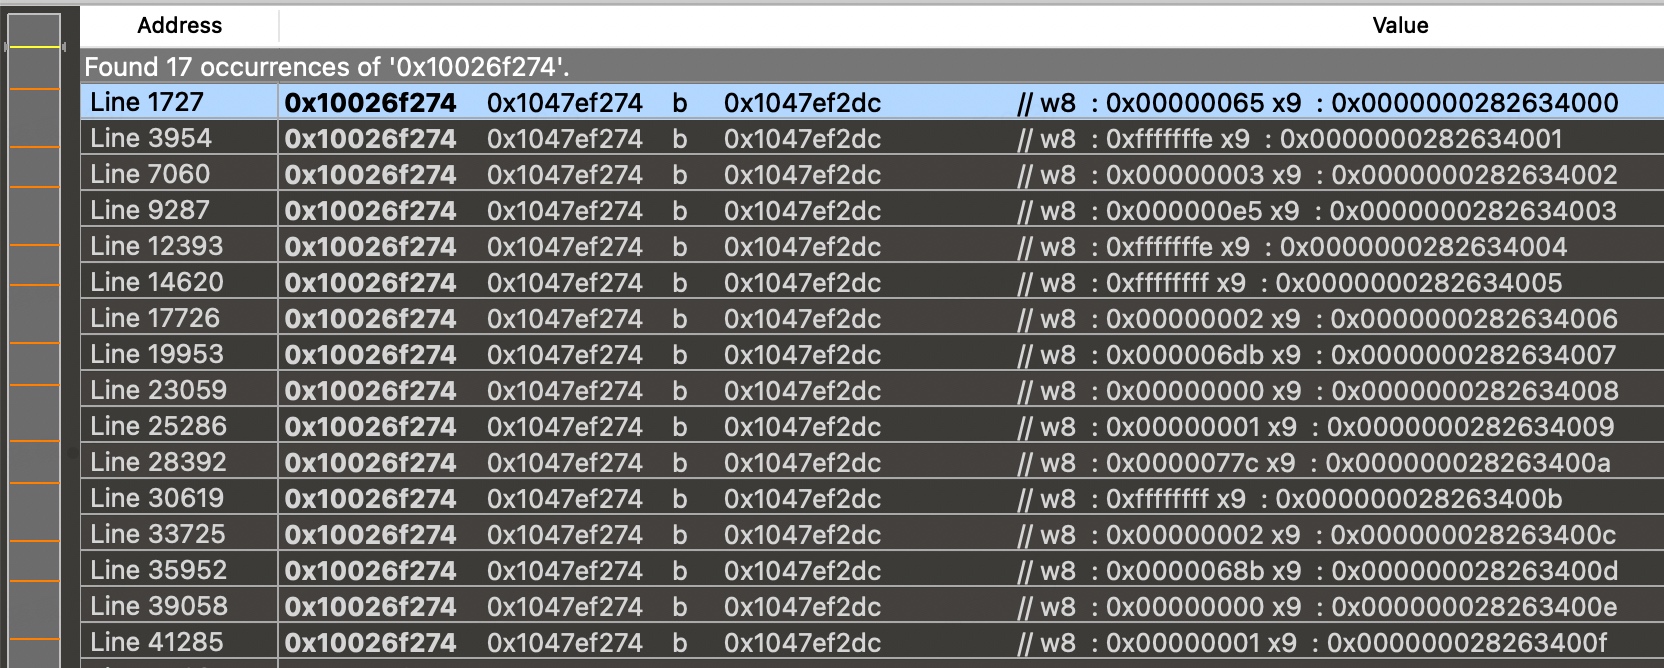 Address Value
Found 17 occurrences of '0x10026f274'.
Line 1727 0x10026f274 0x1047ef274 b 0x1047ef2dc // w8 : 0x00000065 x9 : 0x0000000282634000
Line 3954 0x10026f274 0x1047ef274 b 0x1047ef2dc // w8 : 0xfffffffe x9 : 0x0000000282634001
Line 7060 0x10026f274 0x1047ef274 b 0x1047ef2dc // w8 : 0x00000003 x9 : 0x0000000282634002
Line 9287 0x10026f274 0x1047ef274 b 0x1047ef2dc // w8 : 0x000000e5 x9 : 0x0000000282634003
Line 12393 0x10026f274 0x1047ef274 b 0x1047ef2dc // w8 : 0xfffffffe x9 : 0x0000000282634004
Line 14620 0x10026f274 0x1047ef274 b 0x1047ef2dc // w8 : 0xffffffff x9 : 0x0000000282634005
Line 17726 0x10026f274 0x1047ef274 b 0x1047ef2dc // w8 : 0x00000002 x9 : 0x0000000282634006
Line 19953 0x10026f274 0x1047ef274 b 0x1047ef2dc // w8 : 0x000006db x9 : 0x0000000282634007
Line 23059 0x10026f274 0x1047ef274 b 0x1047ef2dc // w8 : 0x00000000 x9 : 0x0000000282634008
Line 25286 0x10026f274 0x1047ef274 b 0x1047ef2dc // w8 : 0x00000001 x9 : 0x0000000282634009
Line 28392 0x10026f274 0x1047ef274 b 0x1047ef2dc // w8 : 0x0000077c x9 : 0x000000028263400a
Line 30619 0x10026f274 0x1047ef274 b 0x1047ef2dc // w8 : 0xffffffff x9 : 0x000000028263400b
Line 33725 0x10026f274 0x1047ef274 b 0x1047ef2dc // w8 : 0x00000002 x9 : 0x000000028263400c
Line 35952 0x10026f274 0x1047ef274 b 0x1047ef2dc // w8 : 0x0000068b x9 : 0x000000028263400d
Line 39058 0x10026f274 0x1047ef274 b 0x1047ef2dc // w8 : 0x00000000 x9 : 0x000000028263400e
Line 41285 0x10026f274 0x1047ef274 b 0x1047ef2dc // w8 : 0x00000001 x9 : 0x000000028263400f